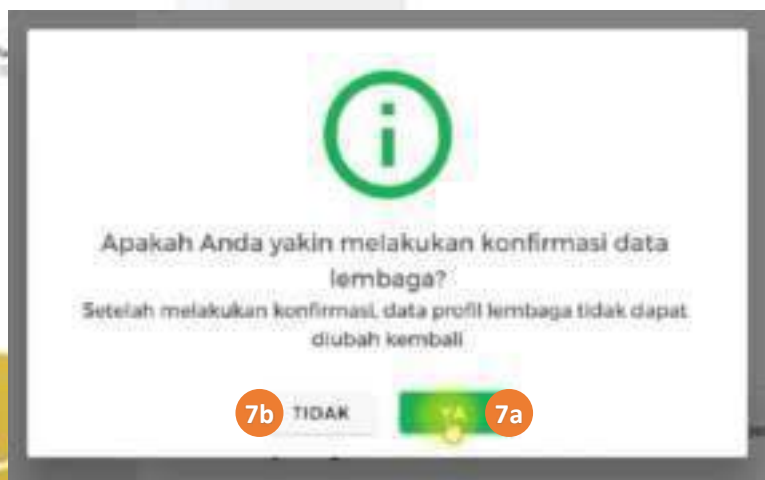 Apakah Anda yakin melakukan konfirmasi data
lembaga?
Setelah melakukan konfirmasi, data profil lembaga tidak dapat
diubah kembali
7b TIDAK YA 7a